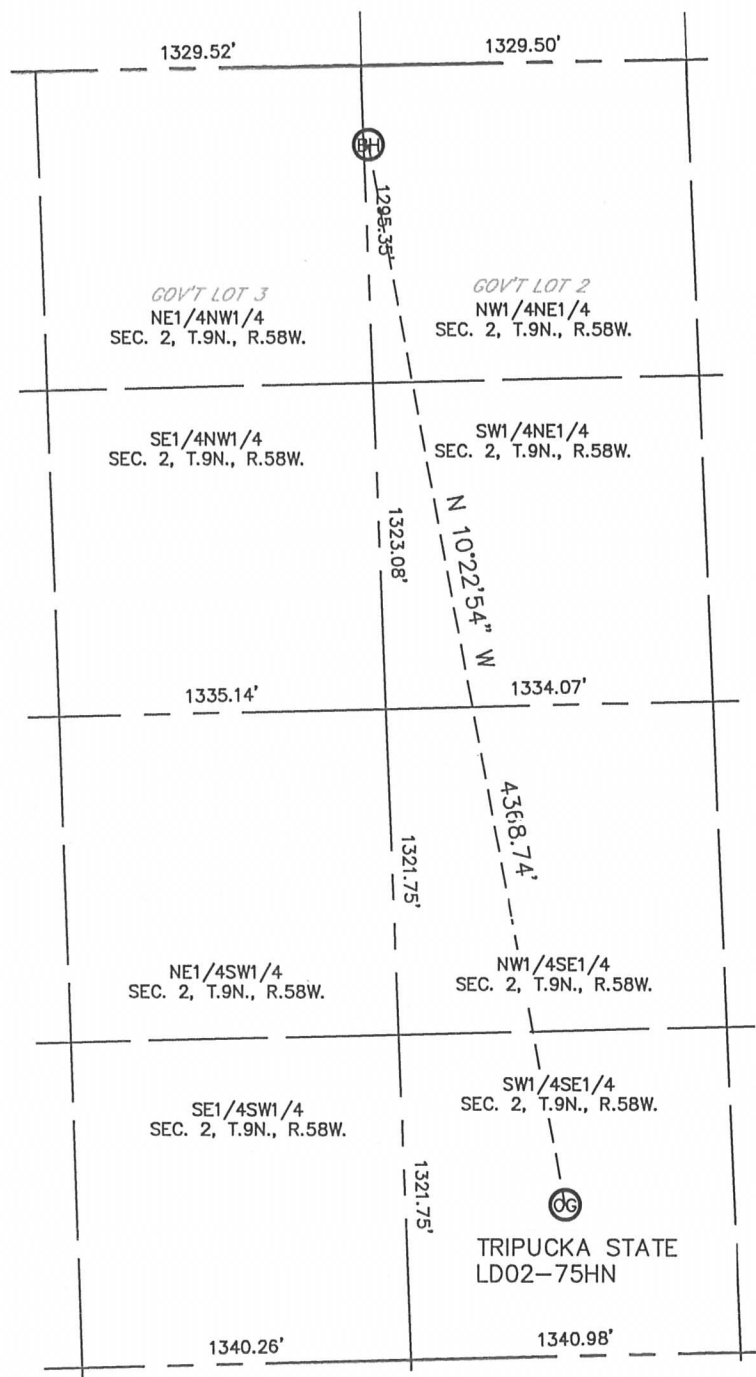 1329.52'
1329.50'
BH
1295.35'
GOV'T LOT 3
NE1/4NW1/4
SEC. 2, T.9N., R.58W.
GOV'T LOT 2
NW1/4NE1/4
SEC. 2, T.9N., R.58W.
SE1/4NW1/4
SEC. 2, T.9N., R.58W.
SW1/4NE1/4
SEC. 2, T.9N., R.58W.
1323.08'
N 10°22'54" W
1335.14'
1334.07'
4368.74'
1321.75'
NE1/4SW1/4
SEC. 2, T.9N., R.58W.
NW1/4SE1/4
SEC. 2, T.9N., R.58W.
SE1/4SW1/4
SEC. 2, T.9N., R.58W.
SW1/4SE1/4
SEC. 2, T.9N., R.58W.
1321.75'
OG
TRIPUCKA STATE
LD02-75HN
1340.26'
1340.98'